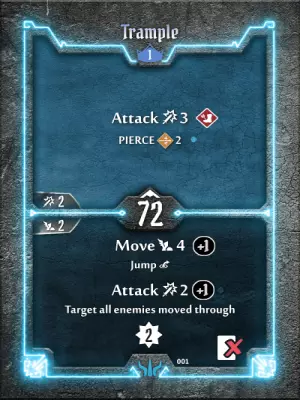 Trample
1
Attack 3
PIERCE 2
2
72
2
Move 4 +1
Jump
Attack 2 +1
Target all enemies moved through
2
001